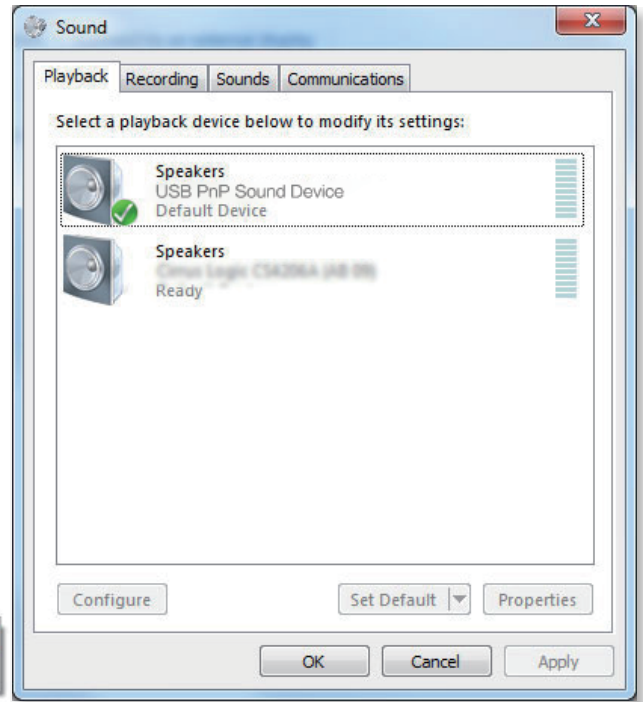 Sound
Playback
Recording
Sounds
Communications
Select a playback device below to modify its settings:
Speakers
USB PnP Sound Device
Default Device
Speakers
Ready
Configure
Set Default
Properties
OK
Cancel
Apply